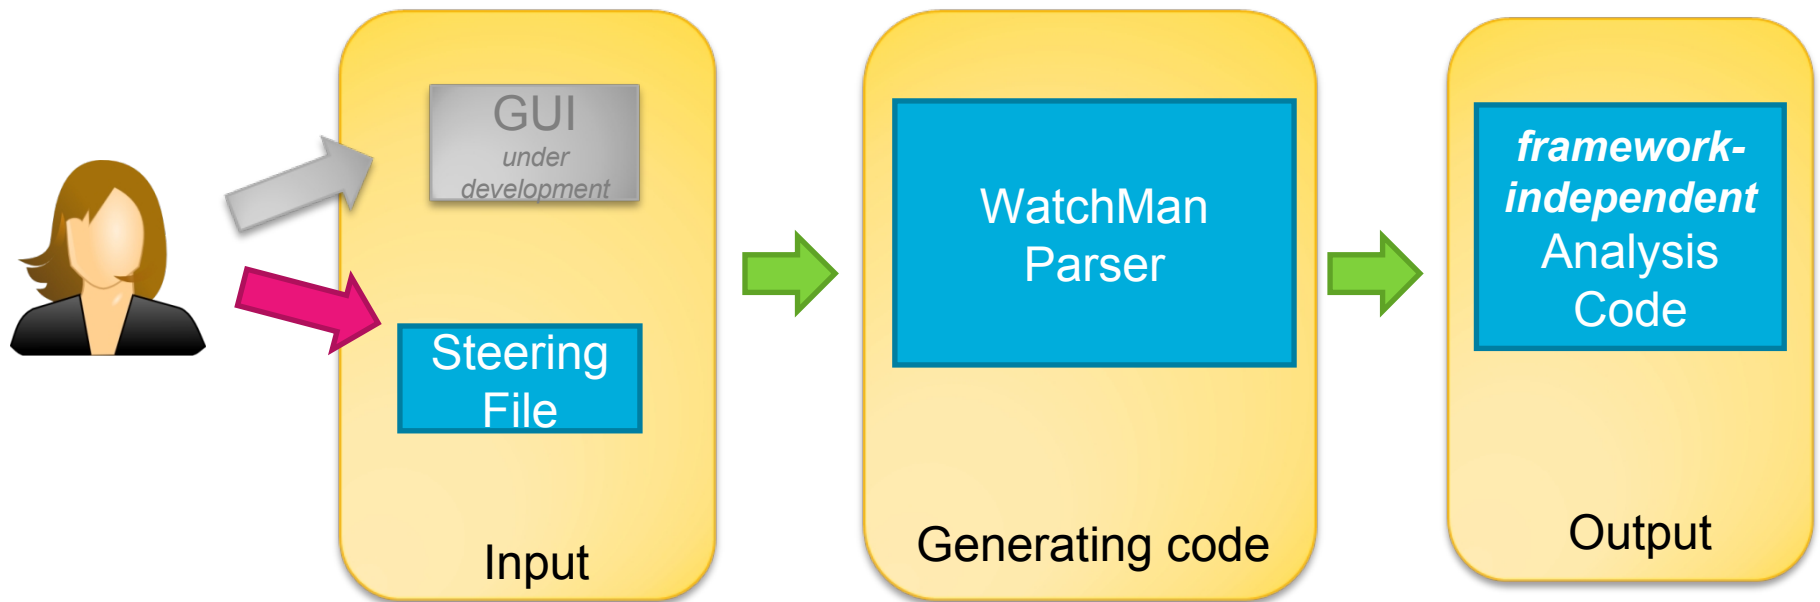 GUI
under
development
Steering
File
Input
WatchMan
Parser
Generating code
framework-
independent
Analysis
Code
Output